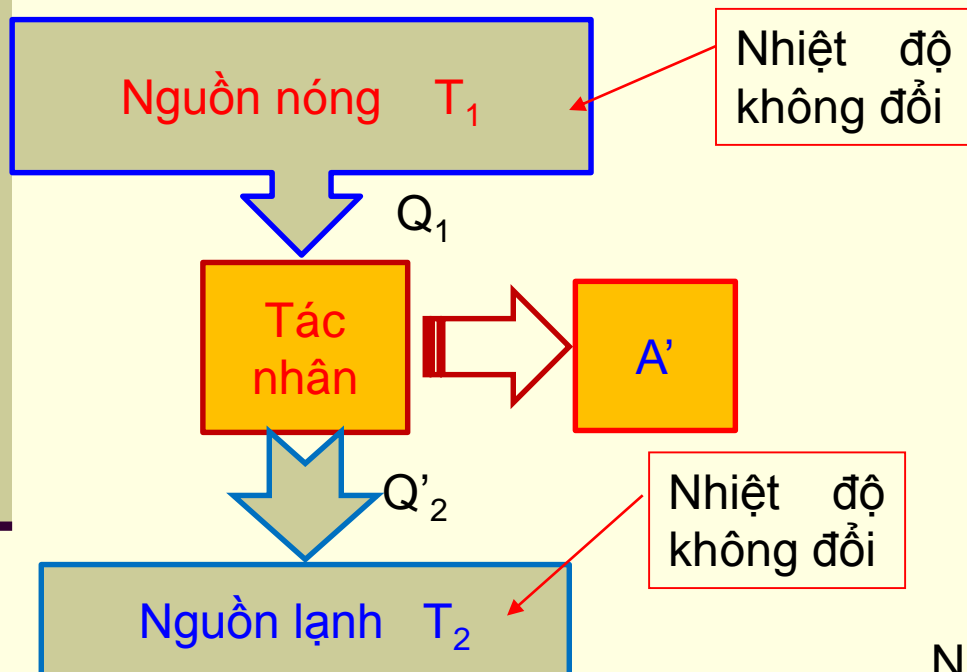 Nguồn nóng T₁
Nhiệt độ
không đổi
Q₁
Tác
nhân
A’
Q’₂
Nhiệt độ
không đổi
Nguồn lạnh T₂
N